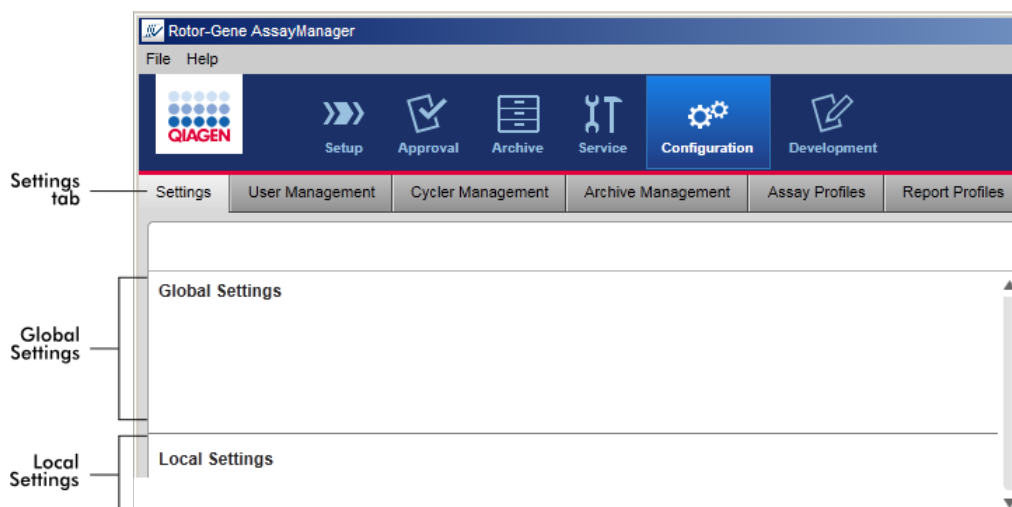 Rotor-Gene AssayManager
File Help
QIAGEN
Setup Approval Archive Service Configuration Development
Settings tab
Settings User Management Cycler Management Archive Management Assay Profiles Report Profiles
Global Settings
Global Settings
Local Settings
Local Settings